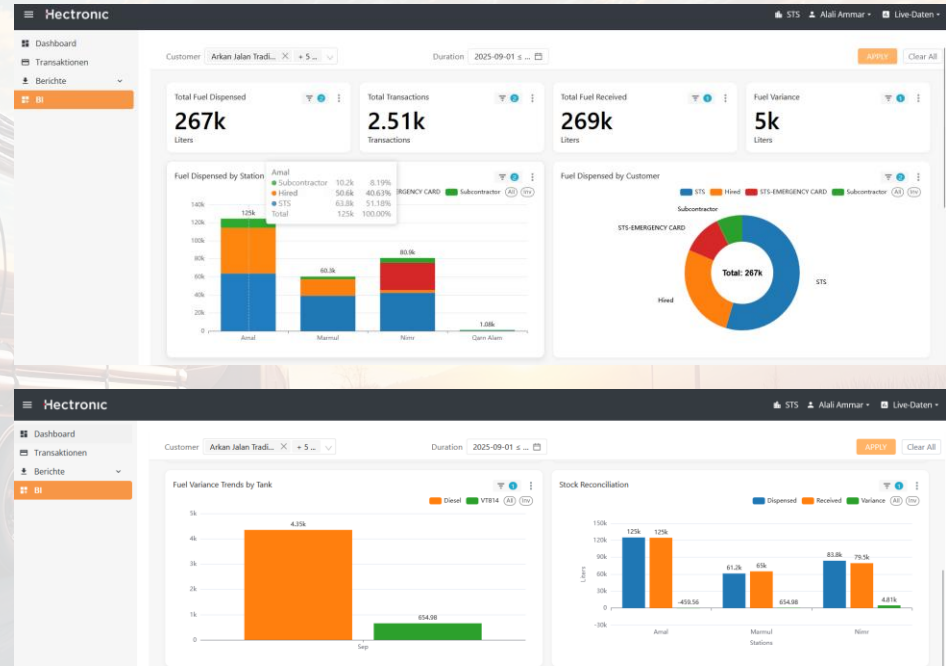 Hectronic
STS Alali Ammar Live-Daten
Dashboard
Transaktionen
Berichte
BI
Customer Arkan Jalan Tradi... × + 5 ... Duration 2025-09-01 ≤ ... APPLY Clear All
Total Fuel Dispensed 2
267k
Liters
Total Transactions 2
2.51k
Transactions
Total Fuel Received 1
269k
Liters
Fuel Variance 1
5k
Liters
Fuel Dispensed by Station
RGENCY CARD Subcontractor All Inv
Amal
Subcontractor 10.2k 8.19%
Hired 50.6k 40.63%
STS 63.8k 51.18%
Total 125k 100.00%
140k
120k
100k
80k
60k
40k
20k
0
125k
60.3k
80.9k
1.08k
Amal Marmul Nimr Qarn Alam
Fuel Dispensed by Customer 2
STS Hired STS-EMERGENCY CARD Subcontractor All Inv
Subcontractor
STS-EMERGENCY CARD
Total: 267k
STS
Hired
Hectronic
STS Alali Ammar Live-Daten
Dashboard
Transaktionen
Berichte
BI
Customer Arkan Jalan Tradi... × + 5 ... Duration 2025-09-01 ≤ ... APPLY Clear All
Fuel Variance Trends by Tank 1
Diesel VTB14 All Inv
5k
4k
3k
2k
1k
0
4.35k
654.98
Sep
Stock Reconciliation 1
Dispensed Received Variance All Inv
Liters
150k
120k
90k
60k
30k
0
-30k
125k 125k -459.56
61.2k 65k 654.98
83.8k 79.5k 4.81k
Amal Marmul Nimr
Stations